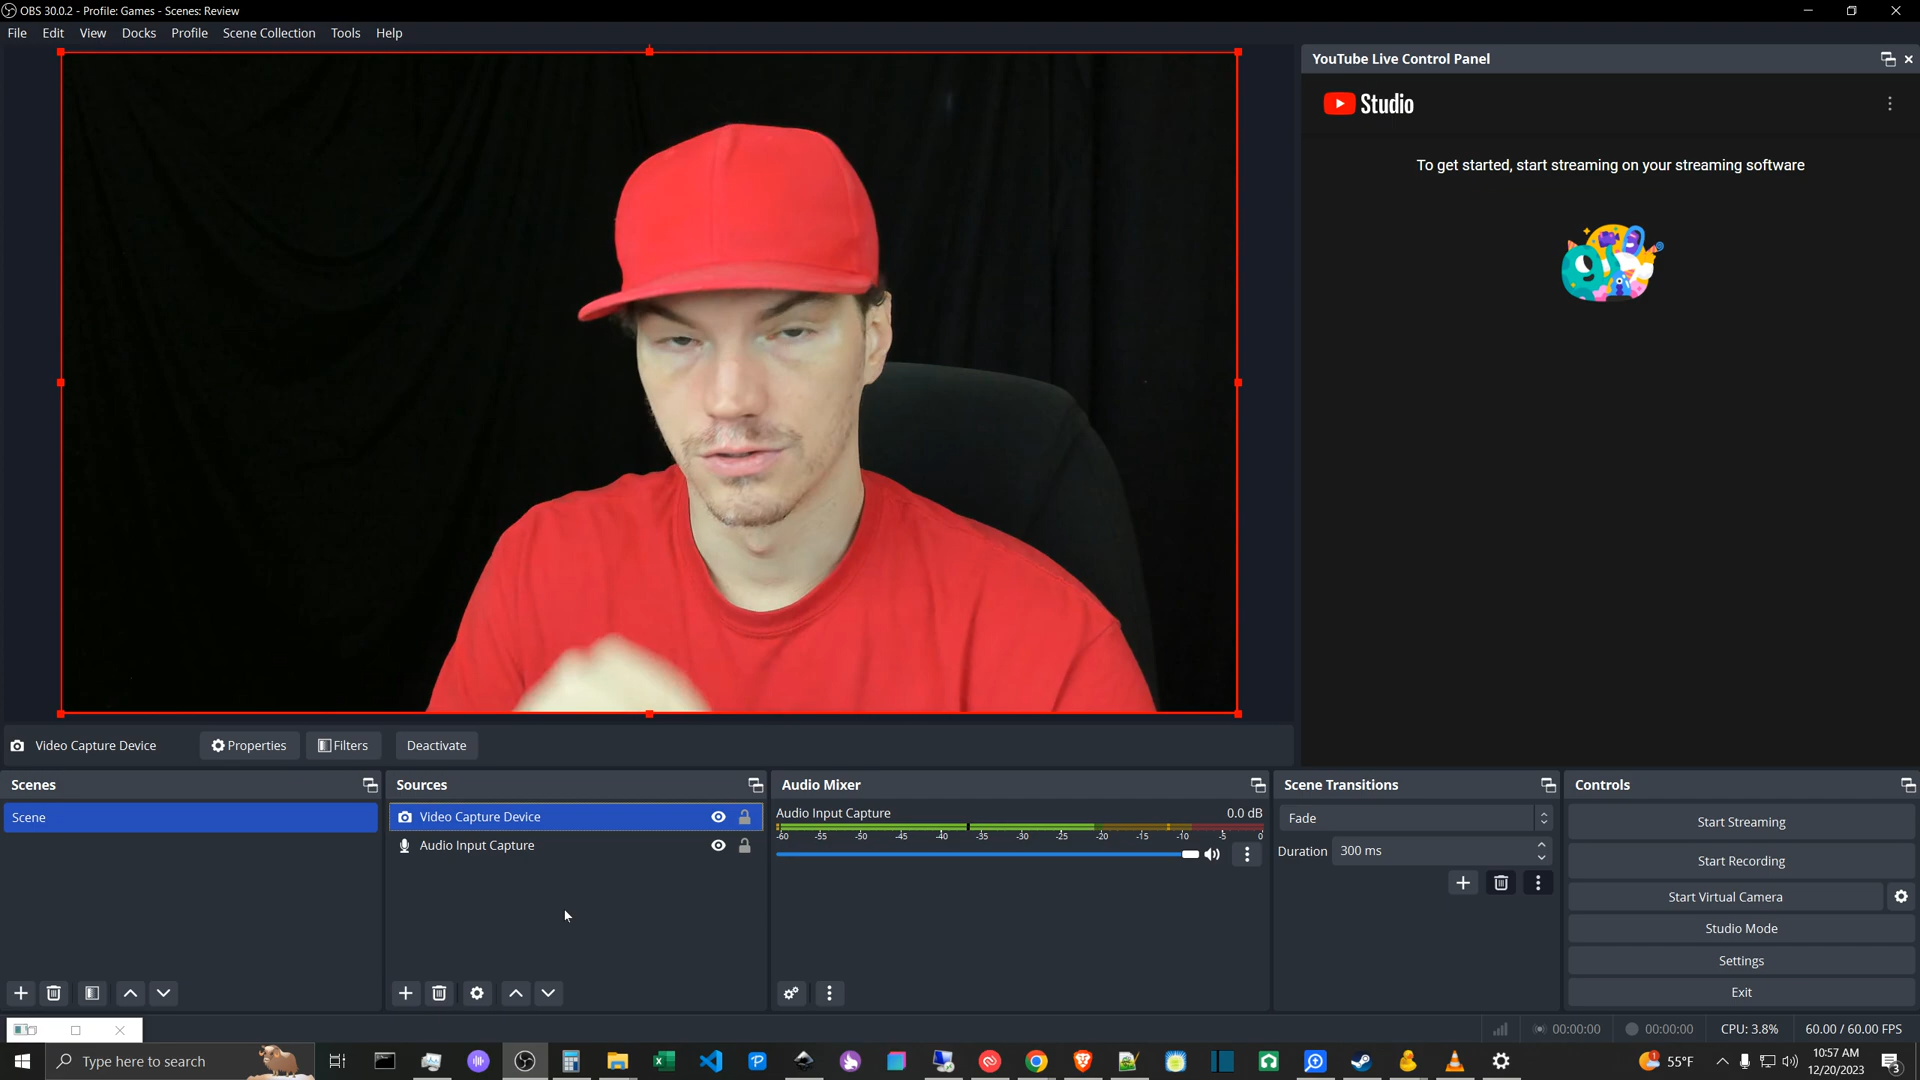 OBS 30.0.2 - Profile: Games - Scenes: Review
File Edit View Docks Profile Scene Collection Tools Help
YouTube Live Control Panel
Studio
To get started, start streaming on your streaming software
Video Capture Device Properties Filters Deactivate
Scenes
Scene
Sources
Video Capture Device
Audio Input Capture
Audio Mixer
Audio Input Capture 0.0 dB
-60 -55 -50 -45 -40 -35 -30 -25 -20 -15 -10 -5 0
Scene Transitions
Fade
Duration 300 ms
Controls
Start Streaming
Start Recording
Start Virtual Camera
Studio Mode
Settings
Exit
00:00:00 00:00:00 CPU: 3.8% 60.00 / 60.00 FPS
Type here to search
55°F
10:57 AM
12/20/2023
3